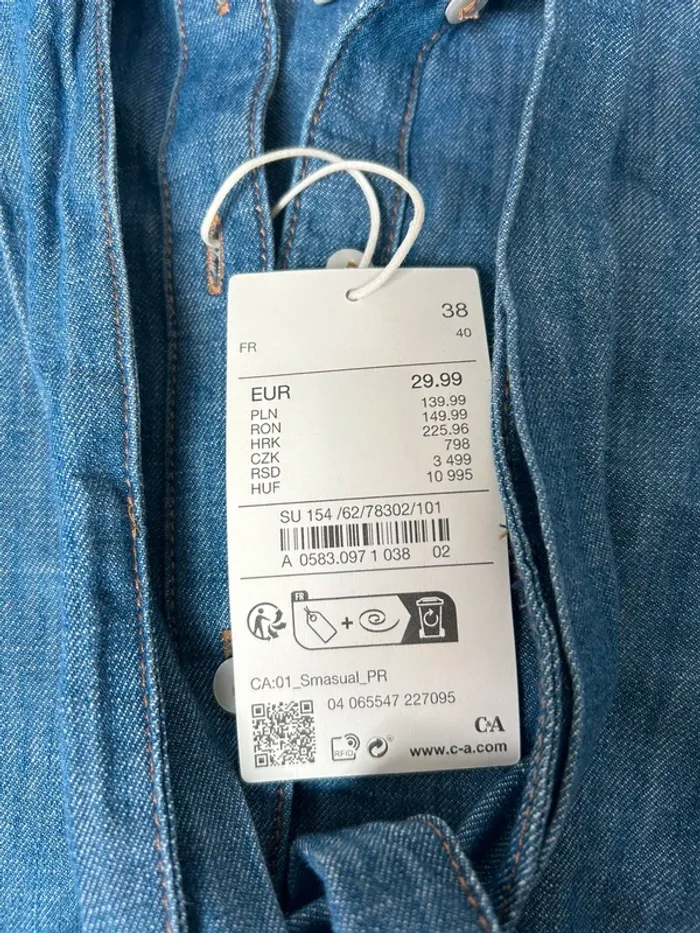 38
FR 40
EUR 29.99
PLN 139.99
RON 149.99
HRK 225.96
CZK 798
RSD 3 499
HUF 10 995
SU 154 /62/78302/101
A 0583.097 1 038 02
FR
+
CA:01_Smasual_PR
04 065547 227095
RFID
C&A
www.c-a.com